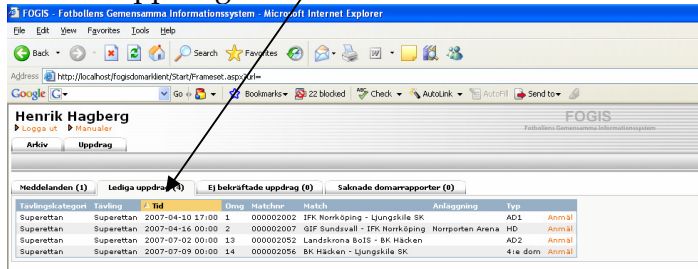 FOGIS - Fotbollens Gemensamma Informationssystem - Microsoft Internet Explorer
File Edit View Favorites Tools Help
Back Search Favorites
Address http://localhost/fogisdomarklient/Start/Frameset.aspx?url=
Google G Go Bookmarks 22 blocked Check AutoLink AutoFill Send to
Henrik Hagberg FOGIS
Logga ut Manualer Fotbollens Gemensamma Informationssystem
Arkiv Uppdrag
Meddelanden (1) Lediga uppdrag (4) Ej bekräftade uppdrag (0) Saknade domarrapporter (0)
Tävlingskategori Tävling Tid Omg Matchnr Match Anläggning Typ
Superettan Superettan 2007-04-10 17:00 1 000002002 IFK Norrköping - Ljungskile SK AD1 Anmäl
Superettan Superettan 2007-04-16 00:00 2 000002007 GIF Sundsvall - IFK Norrköping Norrporten Arena HD Anmäl
Superettan Superettan 2007-07-02 00:00 13 000002052 Landskrona BoIS - BK Häcken AD2 Anmäl
Superettan Superettan 2007-07-09 00:00 14 000002056 BK Häcken - Ljungskile SK 4:e dom Anmäl